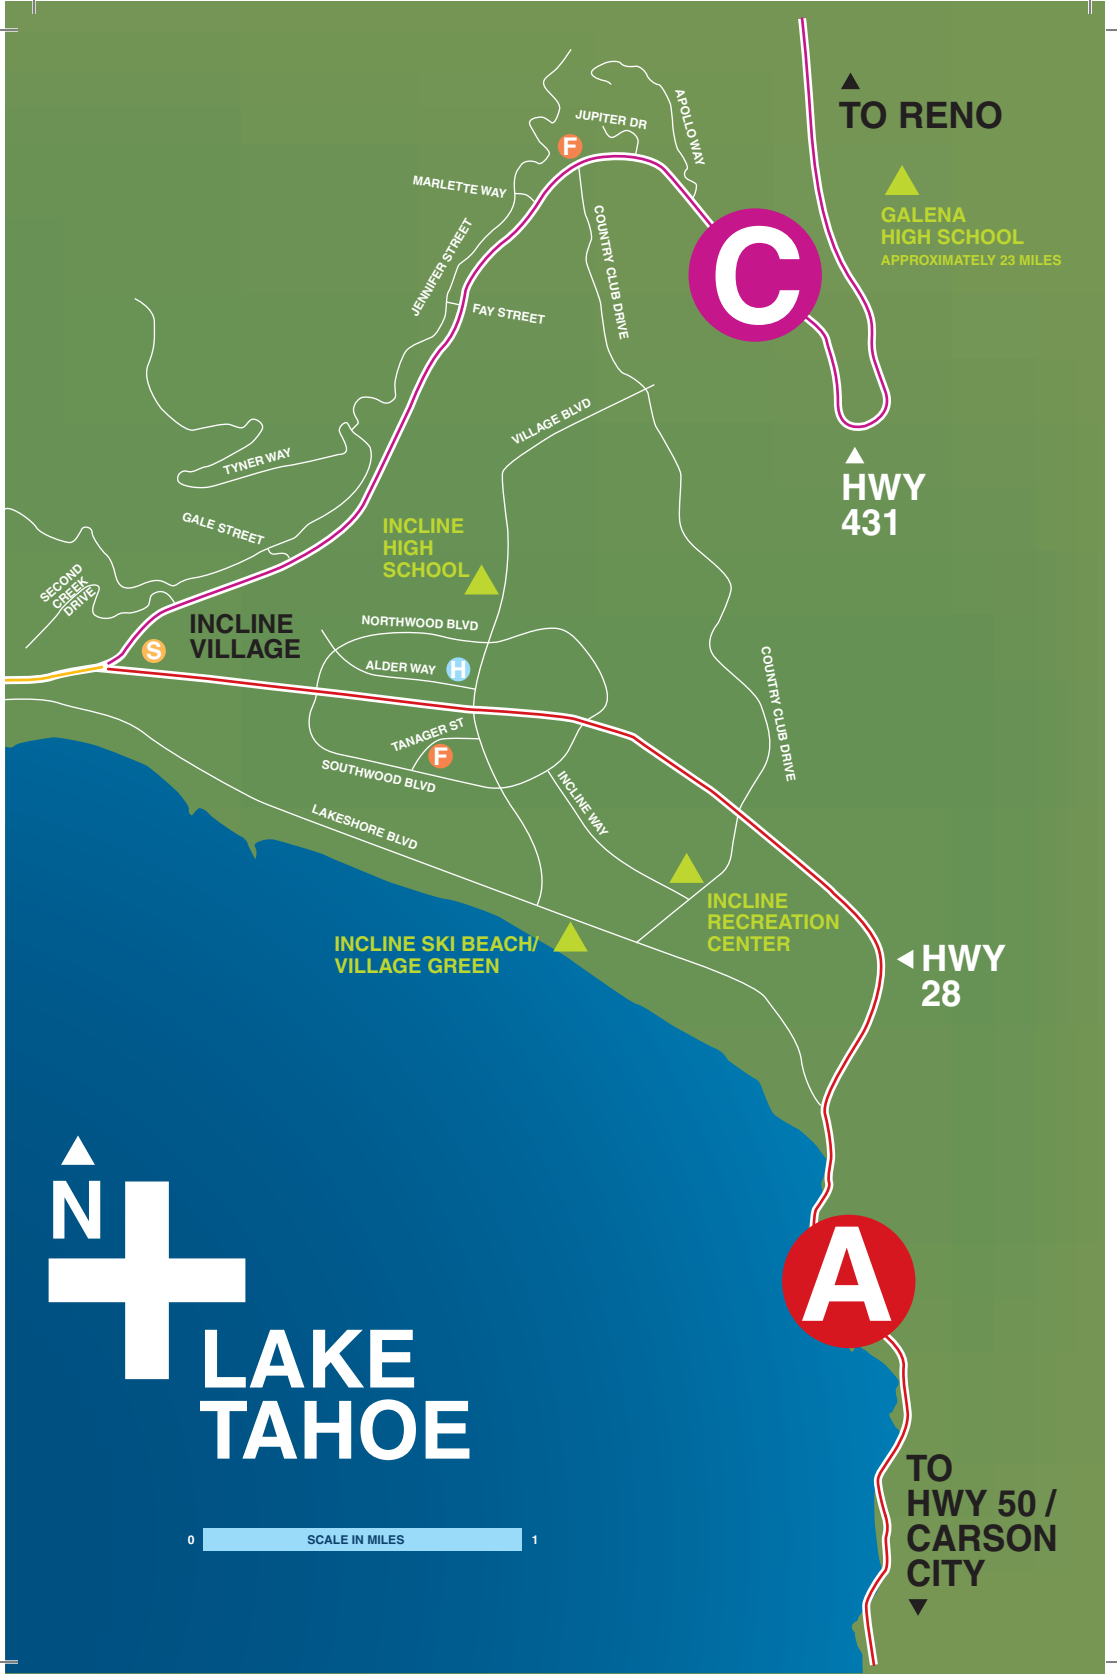 TO RENO
GALENA
HIGH SCHOOL
APPROXIMATELY 23 MILES
APOLLO WAY
JUPITER DR
F
MARLETTE WAY
JENNIFER STREET
COUNTRY CLUB DRIVE
C
FAY STREET
VILLAGE BLVD
TYNER WAY
HWY
431
GALE STREET
INCLINE
HIGH
SCHOOL
SECOND
CREEK
DRIVE
INCLINE
VILLAGE
S
NORTHWOOD BLVD
ALDER WAY
H
COUNTRY CLUB DRIVE
TANAGER ST
F
SOUTHWOOD BLVD
INCLINE WAY
LAKESHORE BLVD
INCLINE
RECREATION
CENTER
INCLINE SKI BEACH/
VILLAGE GREEN
HWY
28
N
A
LAKE
TAHOE
TO
HWY 50 /
CARSON
CITY
0
SCALE IN MILES
1